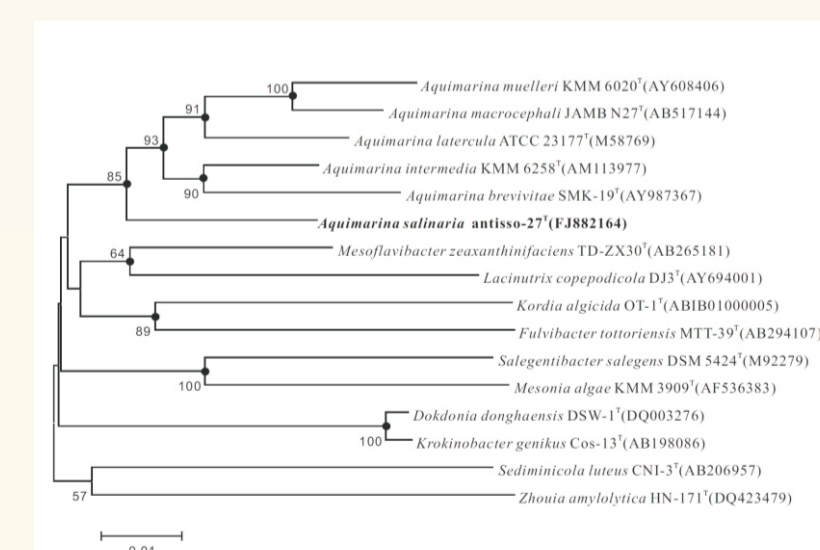 100
Aquimarina muelleri KMM 6020ᵀ(AY608406)
91
Aquimarina macrocephali JAMB N27ᵀ(AB517144)
93
Aquimarina latercula ATCC 23177ᵀ(M58769)
Aquimarina intermedia KMM 6258ᵀ(AM113977)
85
90
Aquimarina brevivitae SMK-19ᵀ(AY987367)
Aquimarina salinaria antisso-27ᵀ(FJ882164)
64
Mesoflavibacter zeaxanthinifaciens TD-ZX30ᵀ(AB265181)
Lacinutrix copepodicola DJ3ᵀ(AY694001)
Kordia algicida OT-1ᵀ(ABIB01000005)
89
Fulvibacter tottoriensis MTT-39ᵀ(AB294107)
Salegentibacter salegens DSM 5424ᵀ(M92279)
100
Mesonia algae KMM 3909ᵀ(AF536383)
Dokdonia donghaensis DSW-1ᵀ(DQ003276)
100
Krokinobacter genikus Cos-13ᵀ(AB198086)
Sediminicola luteus CNI-3ᵀ(AB206957)
57
Zhouia amylolytica HN-171ᵀ(DQ423479)